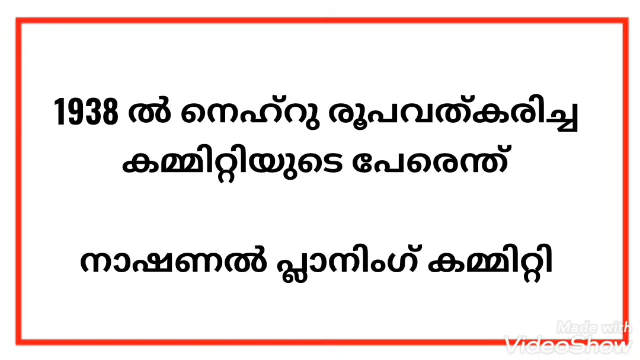 1938 ൽ നെഹ്റു രൂപവത്കരിച്ച
കമ്മിറ്റിയുടെ പേരെന്ത്
നാഷണൽ പ്ലാനിംഗ് കമ്മിറ്റി
Made with
VideoShow